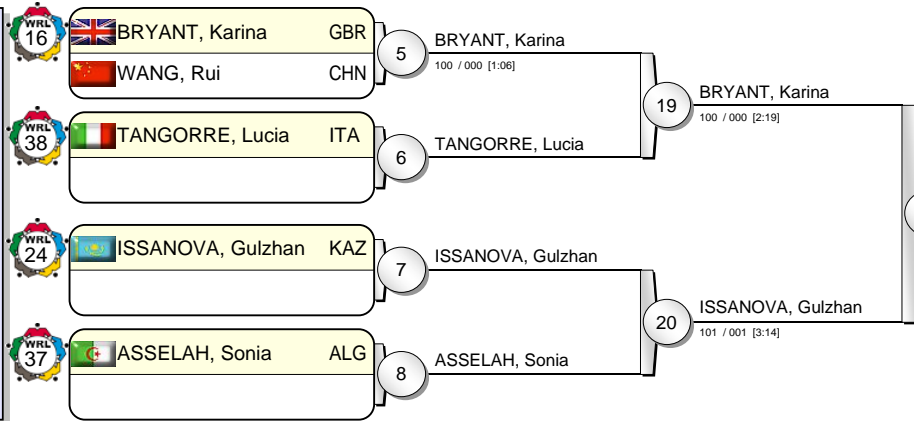 WRL
16
BRYANT, Karina GBR
WANG, Rui CHN
5
BRYANT, Karina
100 / 000 [1:06]
WRL
38
TANGORRE, Lucia ITA
6
TANGORRE, Lucia
19
BRYANT, Karina
100 / 000 [2:19]
WRL
24
ISSANOVA, Gulzhan KAZ
7
ISSANOVA, Gulzhan
WRL
37
ASSELAH, Sonia ALG
8
ASSELAH, Sonia
20
ISSANOVA, Gulzhan
101 / 001 [3:14]